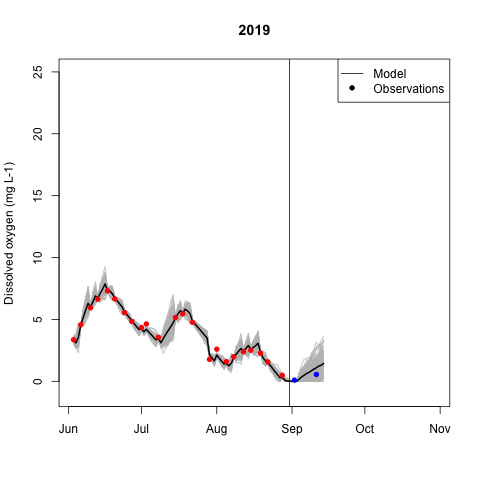 2019
Model
Observations
Dissolved oxygen (mg L-1)
25
20
15
10
5
0
Jun Jul Aug Sep Oct Nov